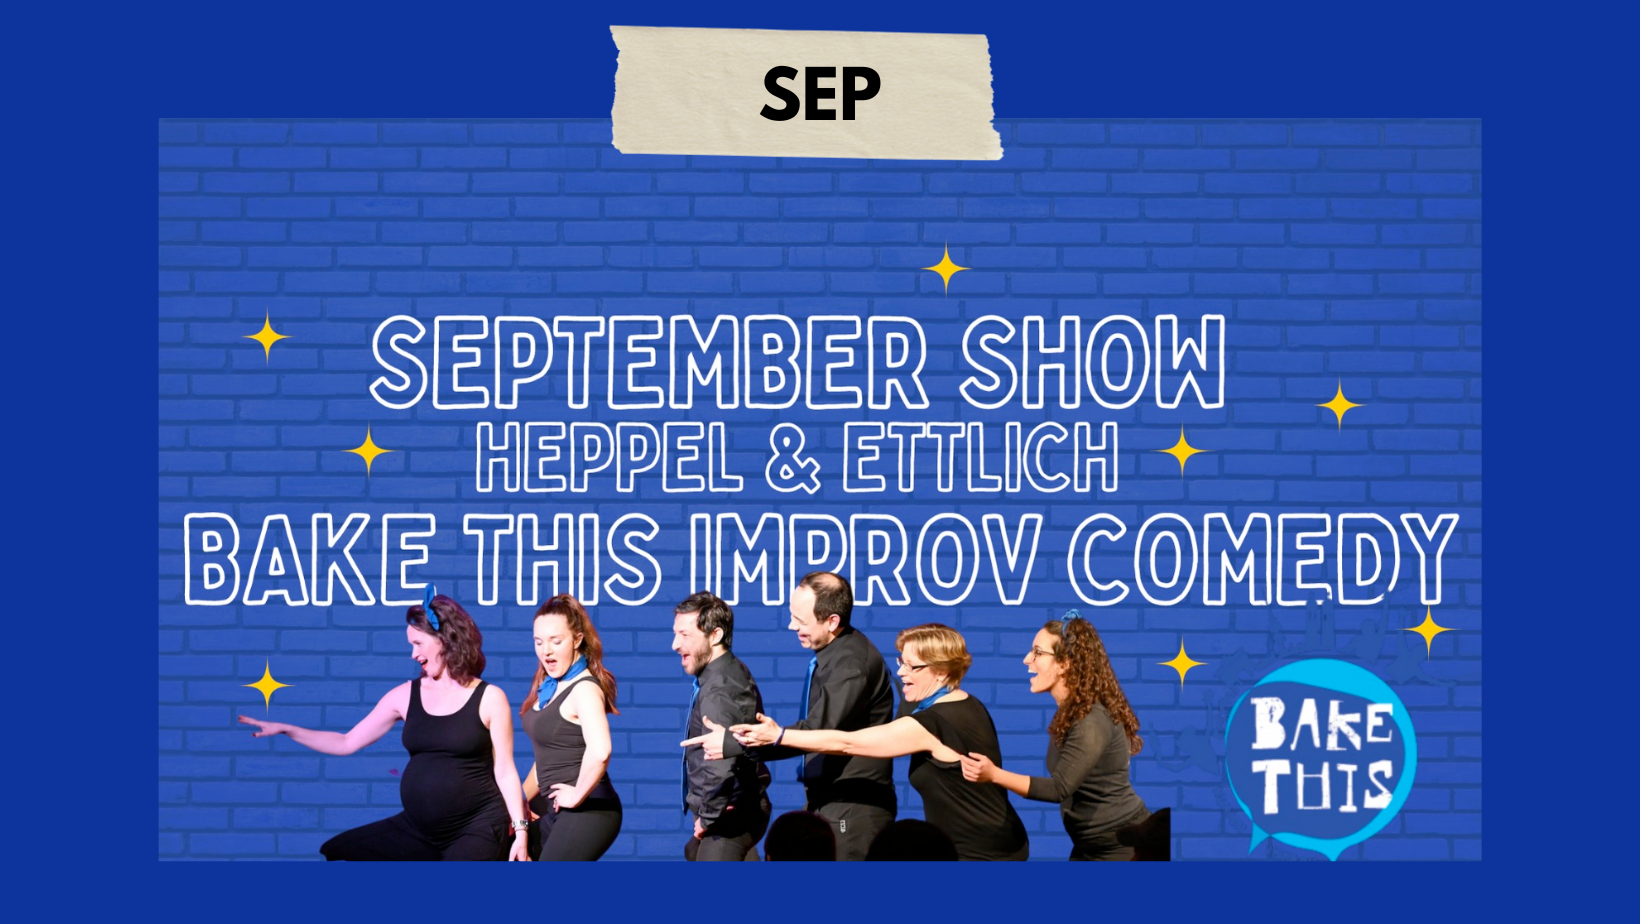 SEP
SEPTEMBER SHOW
HEPPEL & ETTLICH
BAKE THIS IMPROV COMEDY
BAKE
THIS